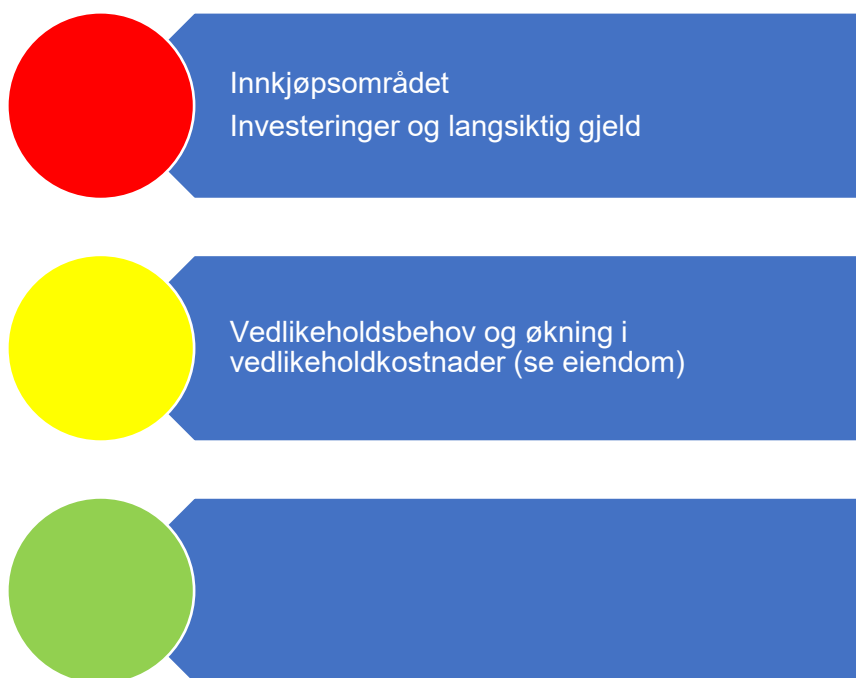 Innkjøpsområdet
Investeringer og langsiktig gjeld
Vedlikeholdsbehov og økning i
vedlikeholdkostnader (se eiendom)